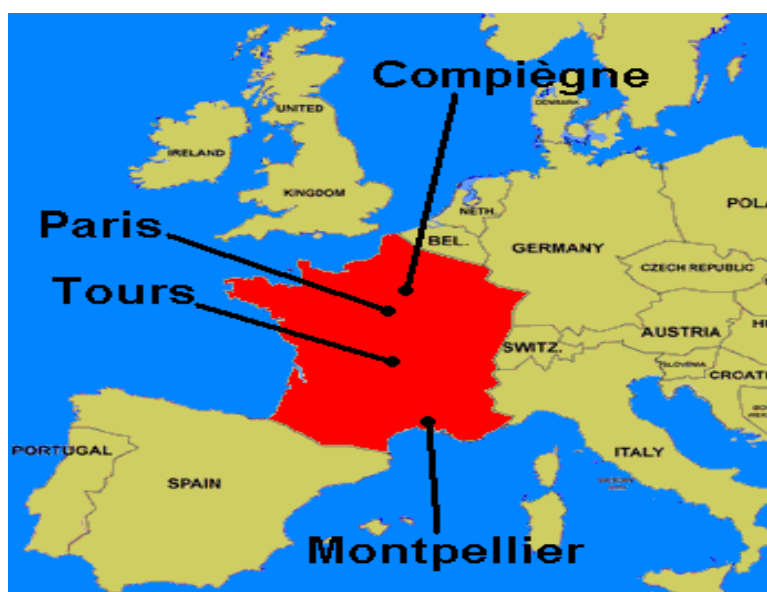 Compiègne
DENMARK
UNITED
IRELAND
KINGDOM
NETH.
POLA
Paris
BEL.
GERMANY
CZECH REPUBLIC
Tours
AUSTRIA
SWITZ.
SLOVENIA
CROAT
PORTUGAL
ITALY
SPAIN
Montpellier